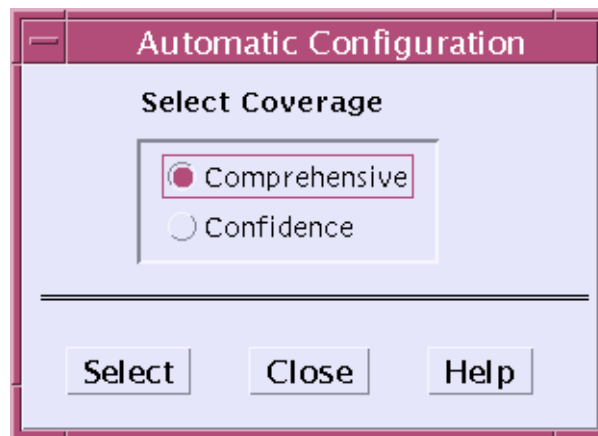 Automatic Configuration
Select Coverage
Comprehensive
Confidence
Select Close Help